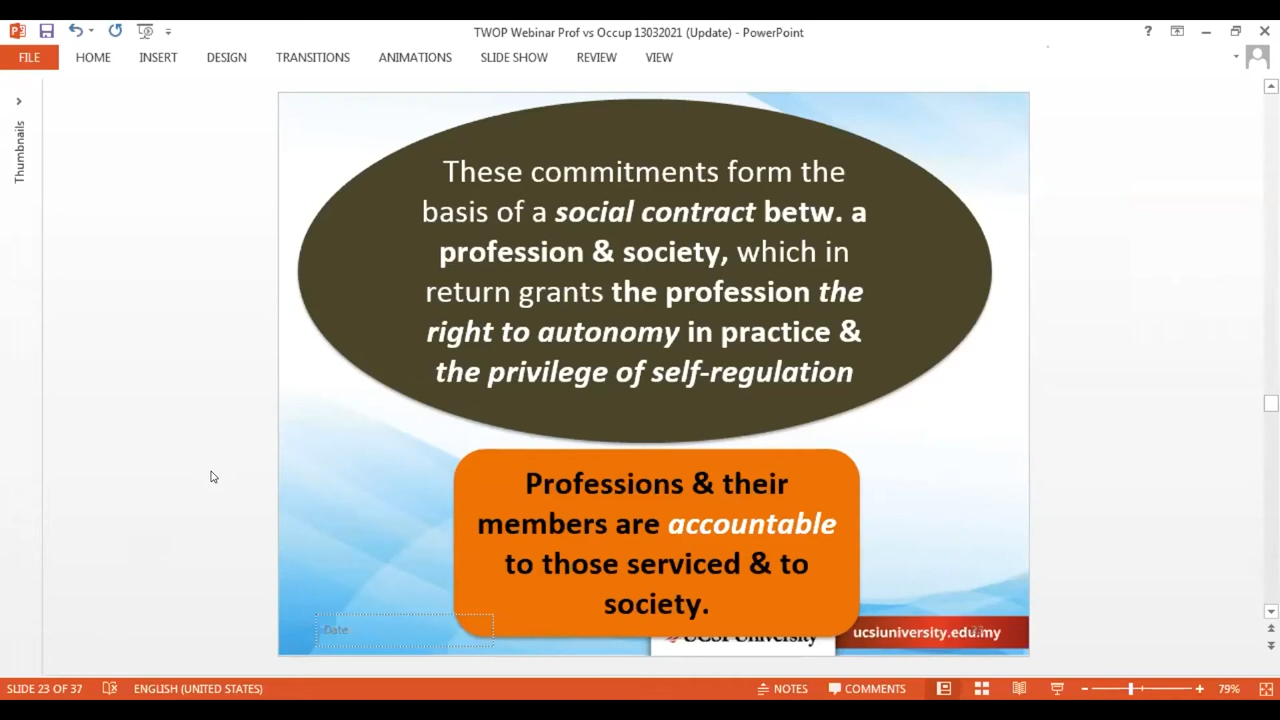 TWOP Webinar Prof vs Occup 13032021 (Update) - PowerPoint
FILE HOME INSERT DESIGN TRANSITIONS ANIMATIONS SLIDE SHOW REVIEW VIEW
Thumbnails
These commitments form the
basis of a social contract betw. a
profession & society, which in
return grants the profession the
right to autonomy in practice &
the privilege of self-regulation
Professions & their
members are accountable
to those serviced & to
society.
Date
UCSI University
ucsiuniversity.edu.my
23
SLIDE 23 OF 37 ENGLISH (UNITED STATES) NOTES COMMENTS 79%